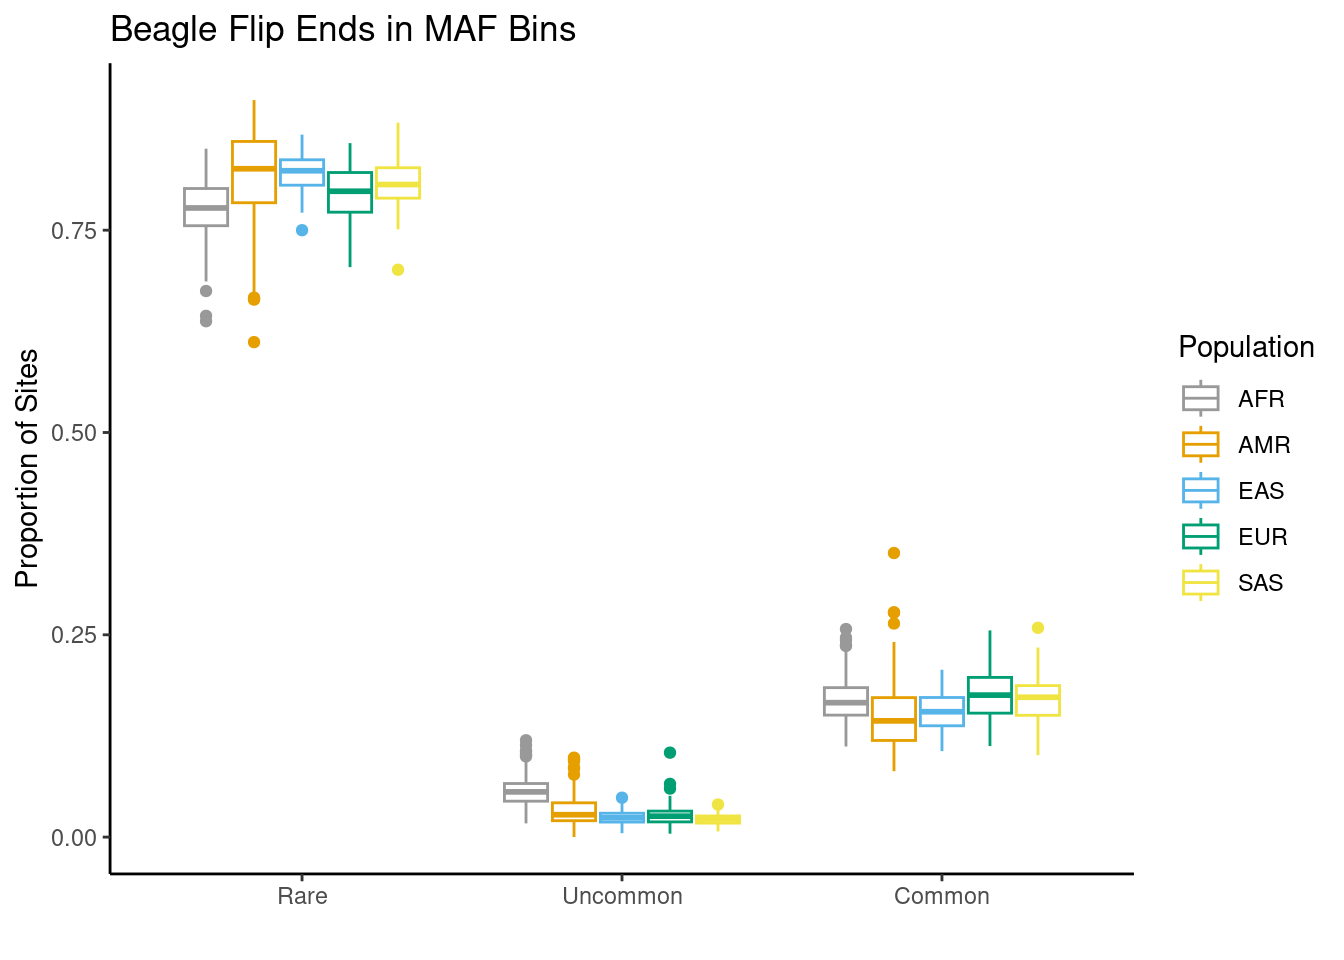 Beagle Flip Ends in MAF Bins
Proportion of Sites
0.75
0.50
0.25
0.00
Rare
Uncommon
Common
Population
AFR
AMR
EAS
EUR
SAS